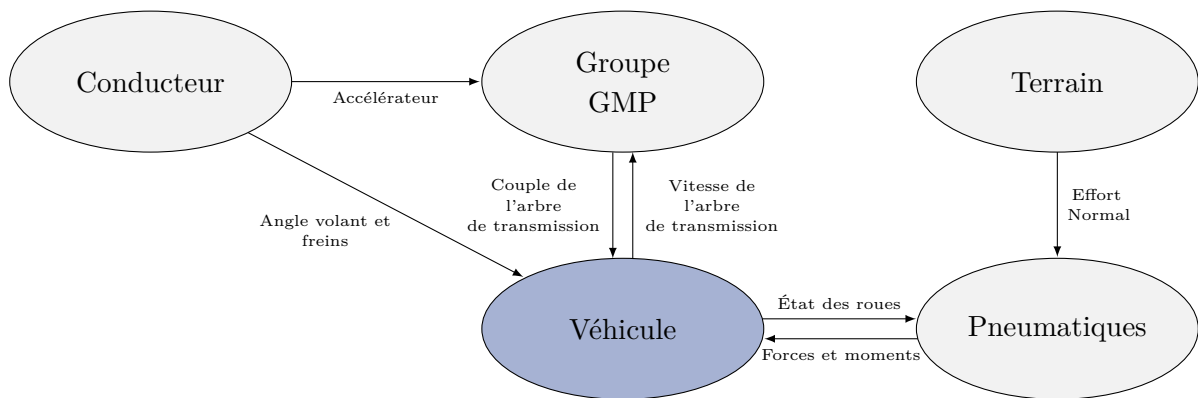 Conducteur
Accélérateur
Groupe
GMP
Terrain
Angle volant et
freins
Couple de
l'arbre
de transmission
Vitesse de
l'arbre
de transmission
Effort
Normal
Véhicule
État des roues
Forces et moments
Pneumatiques